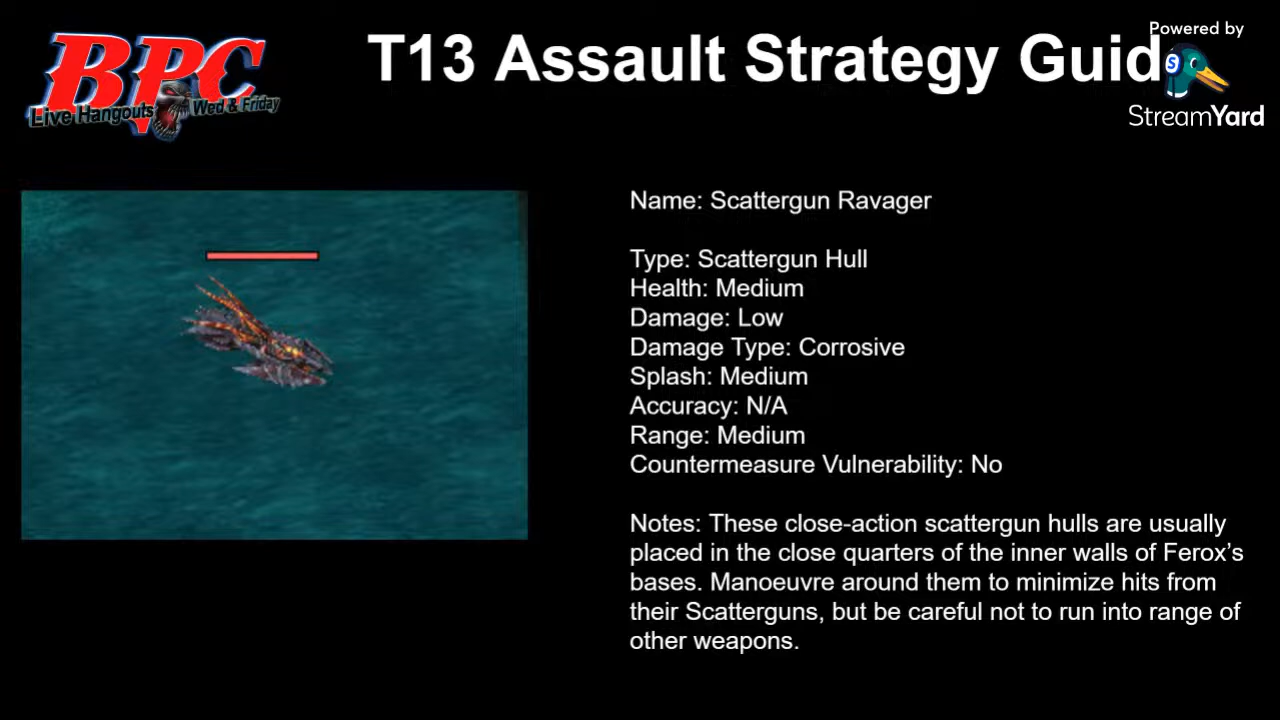 BPC
Live Hangouts Wed & Friday
T13 Assault Strategy Guid
Powered by
S
StreamYard
Name: Scattergun Ravager
Type: Scattergun Hull
Health: Medium
Damage: Low
Damage Type: Corrosive
Splash: Medium
Accuracy: N/A
Range: Medium
Countermeasure Vulnerability: No
Notes: These close-action scattergun hulls are usually
placed in the close quarters of the inner walls of Ferox’s
bases. Manoeuvre around them to minimize hits from
their Scatterguns, but be careful not to run into range of
other weapons.